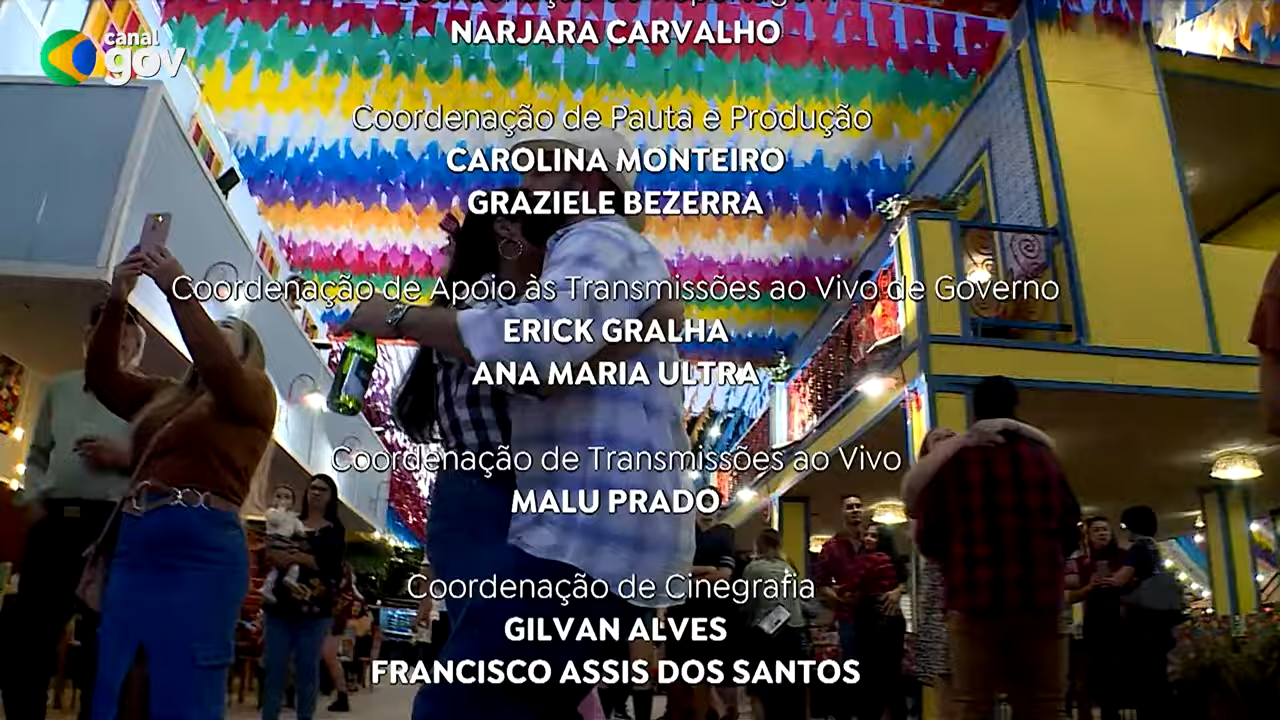 canal
gov
NARJARA CARVALHO
Coordenação de Pauta e Produção
CAROLINA MONTEIRO
GRAZIELE BEZERRA
Coordenação de Apoio às Transmissões ao Vivo de Governo
ERICK GRALHA
ANA MARIA ULTRA
Coordenação de Transmissões ao Vivo
MALU PRADO
Coordenação de Cinegrafia
GILVAN ALVES
FRANCISCO ASSIS DOS SANTOS